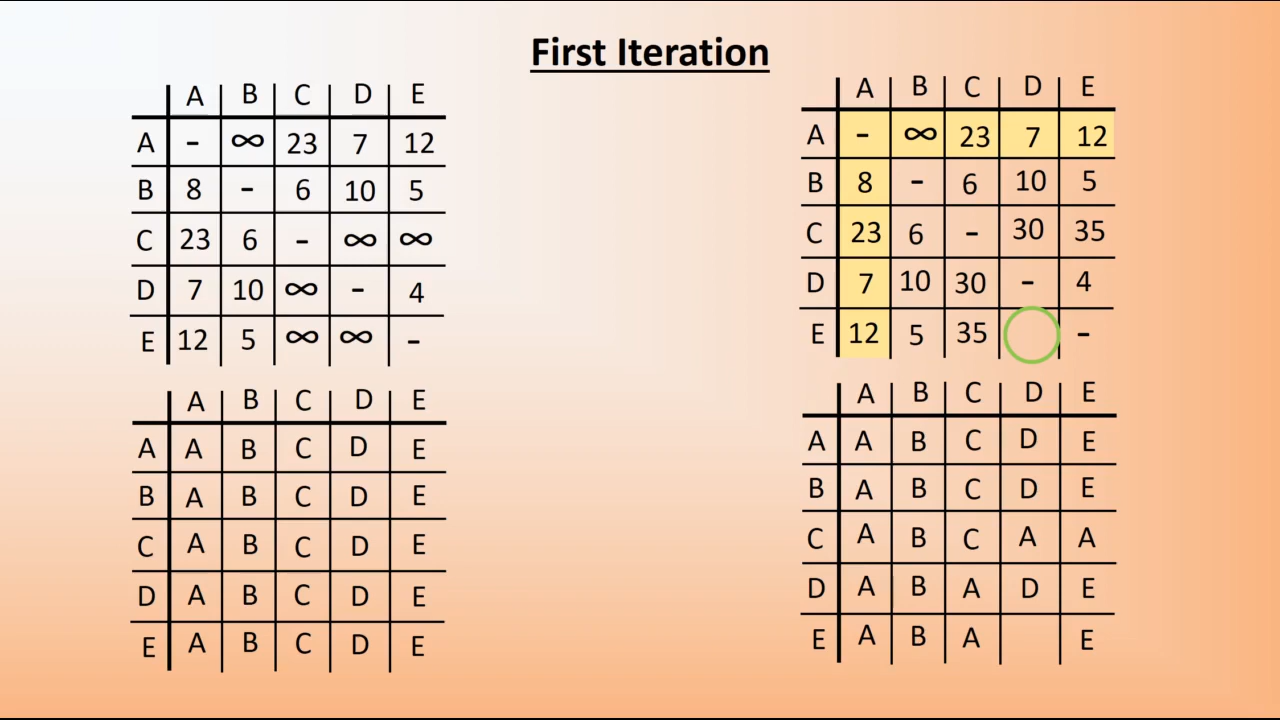 First Iteration
A B C D E
A - ∞ 23 7 12
B 8 - 6 10 5
C 23 6 - ∞ ∞
D 7 10 ∞ - 4
E 12 5 ∞ ∞ -
A B C D E
A - ∞ 23 7 12
B 8 - 6 10 5
C 23 6 - 30 35
D 7 10 30 - 4
E 12 5 35 -
A B C D E
A A B C D E
B A B C D E
C A B C D E
D A B C D E
E A B C D E
A B C D E
A A B C D E
B A B C D E
C A B C A A
D A B A D E
E A B A E